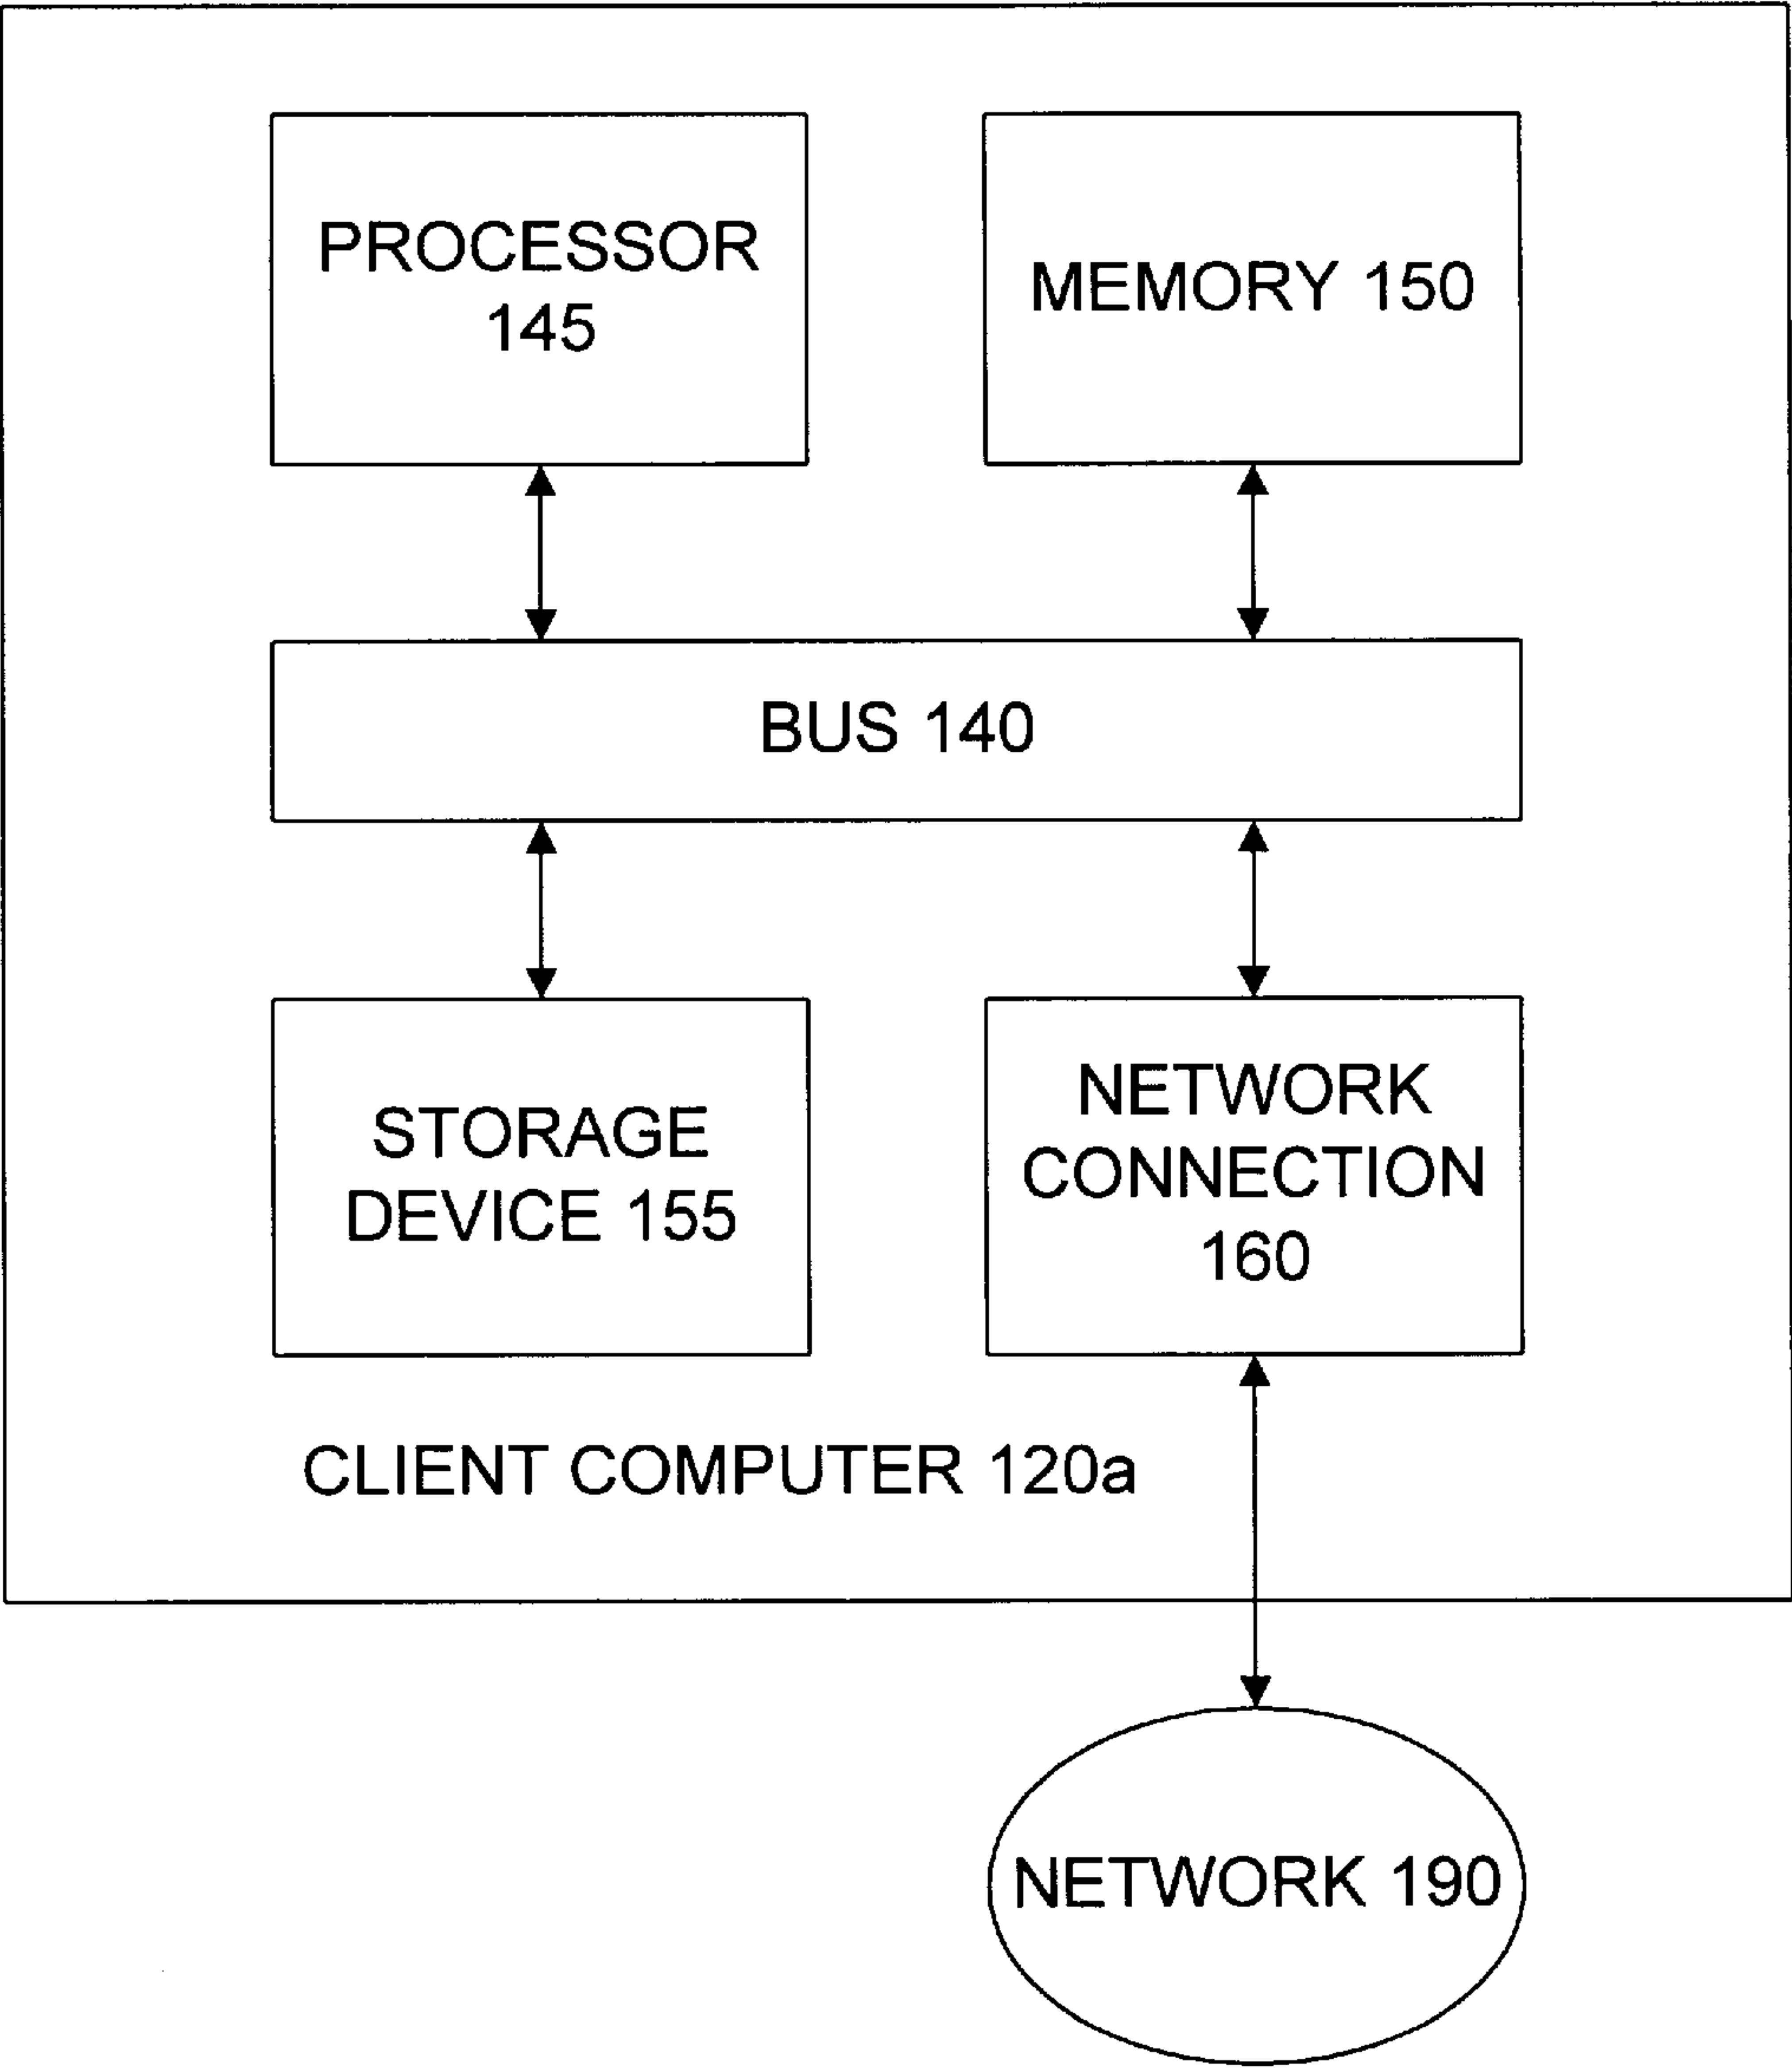 PROCESSOR
145
MEMORY 150
BUS 140
STORAGE
DEVICE 155
NETWORK
CONNECTION
160
CLIENT COMPUTER 120a
NETWORK 190